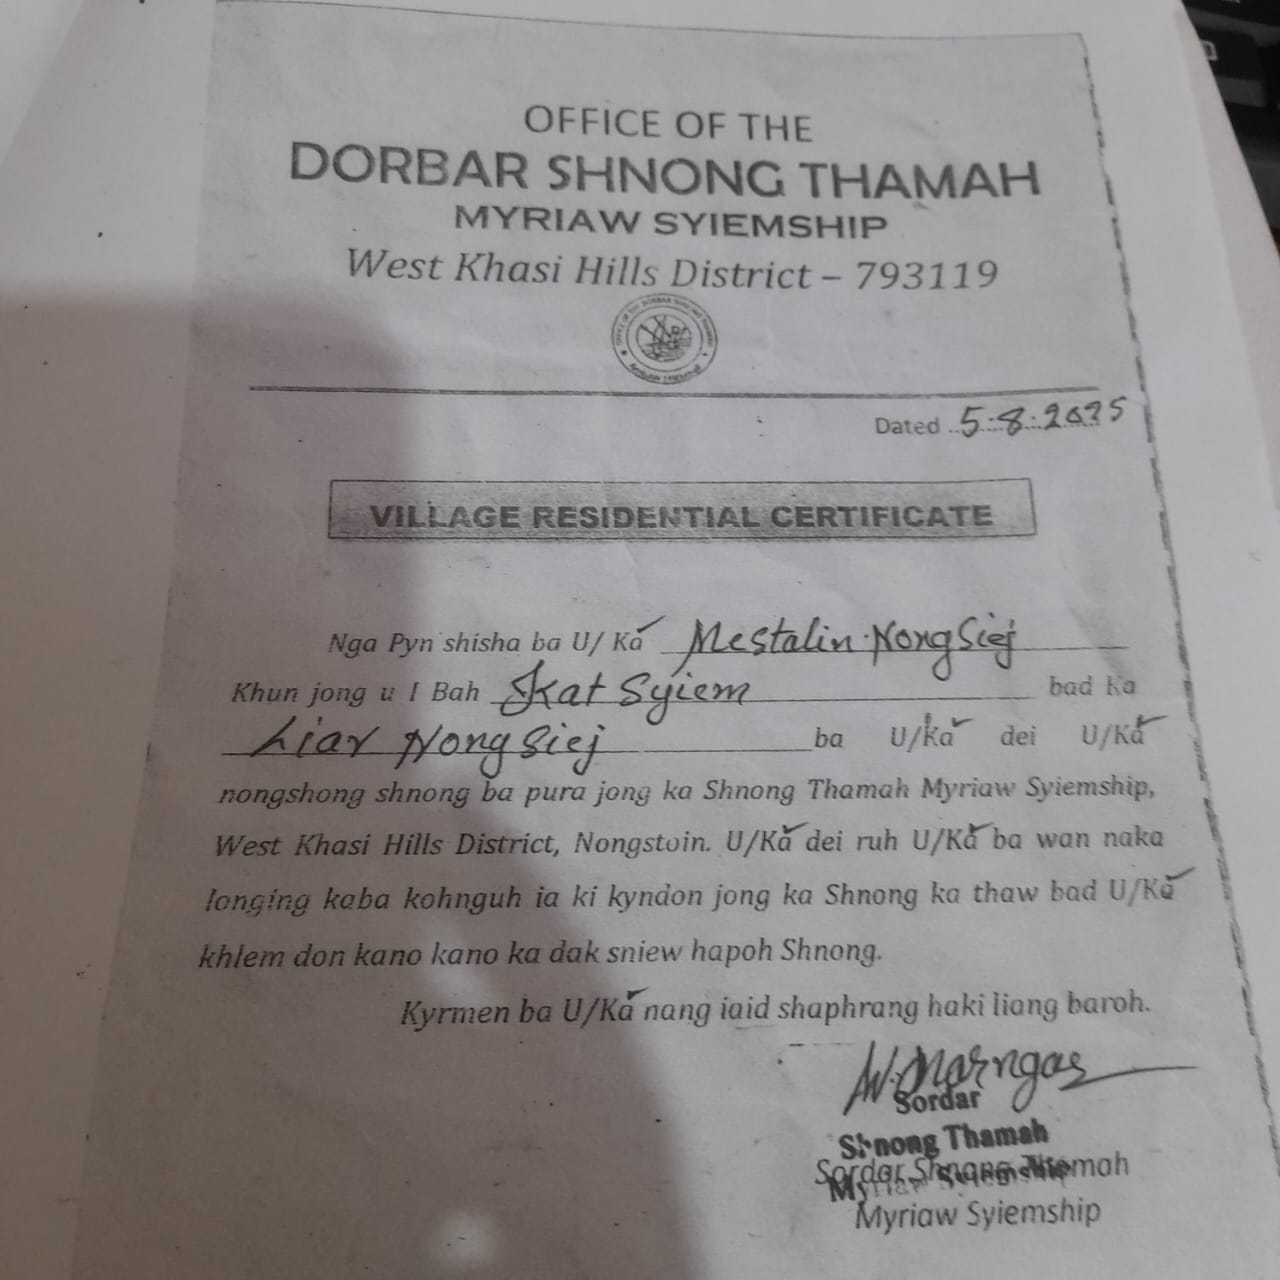 OFFICE OF THE
DORBAR SHNONG THAMAH
MYRIAW SYIEMSHIP
West Khasi Hills District – 793119
Dated 5.8.2025
VILLAGE RESIDENTIAL CERTIFICATE
Nga Pyn shisha ba U/ Ka Mestalin Nongsiej
Khun jong u I Bah Skat Syiem bad Ka
Liar Nongsiej ba U/Ka dei U/Ka
nongshong shnong ba pura jong ka Shnong Thamah Myriaw Syiemship,
West Khasi Hills District, Nongstoin. U/Ka dei ruh U/Ka ba wan naka
longing kaba kohnguh ia ki kyndon jong ka Shnong ka thaw bad U/Ka
khlem don kano kano ka dak sniew hapoh Shnong.
Kyrmen ba U/Ka nang iaid shaphrang haki liang baroh.
Sordar
Shnong Thamah
Sordar Shnong Thamah
Myriaw Syiemship